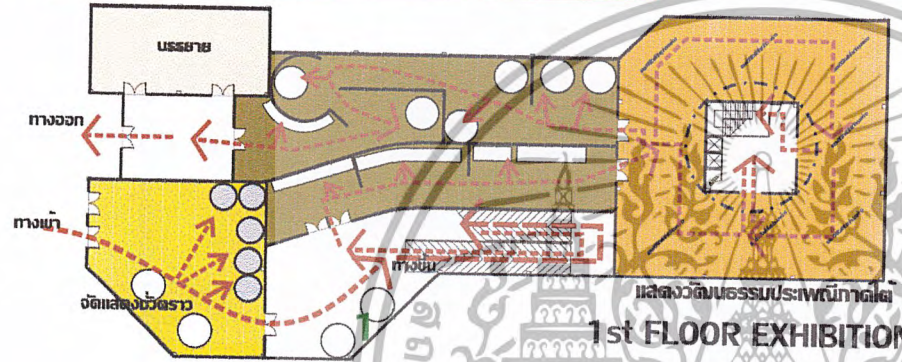 บรรยาย
ทางออก
ทางเข้า
ทางขึ้น
จัดแสดงชั่วคราว
แสดงวัฒนธรรมประเพณีภาคใต้
1st FLOOR EXHIBITION